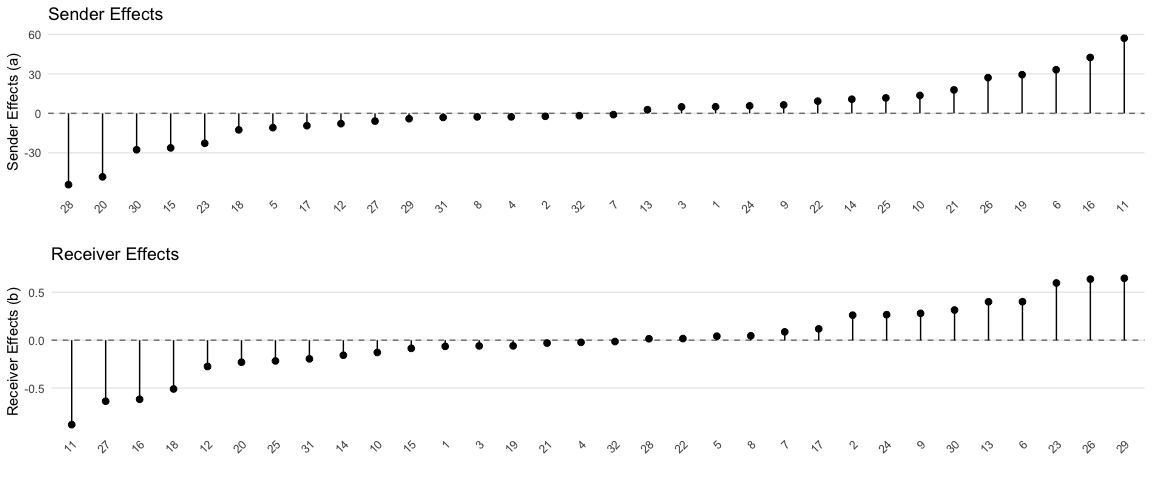 Sender Effects
Sender Effects (a)
60
30
0
-30
28 20 30 15 23 18 5 17 12 27 29 31 8 4 2 32 7 13 3 1 24 9 22 14 25 10 21 26 19 6 16 11
Receiver Effects
Receiver Effects (b)
0.5
0.0
-0.5
11 27 16 18 12 20 25 31 14 10 15 1 3 19 21 4 32 28 22 5 8 7 17 2 24 9 30 13 6 23 26 29